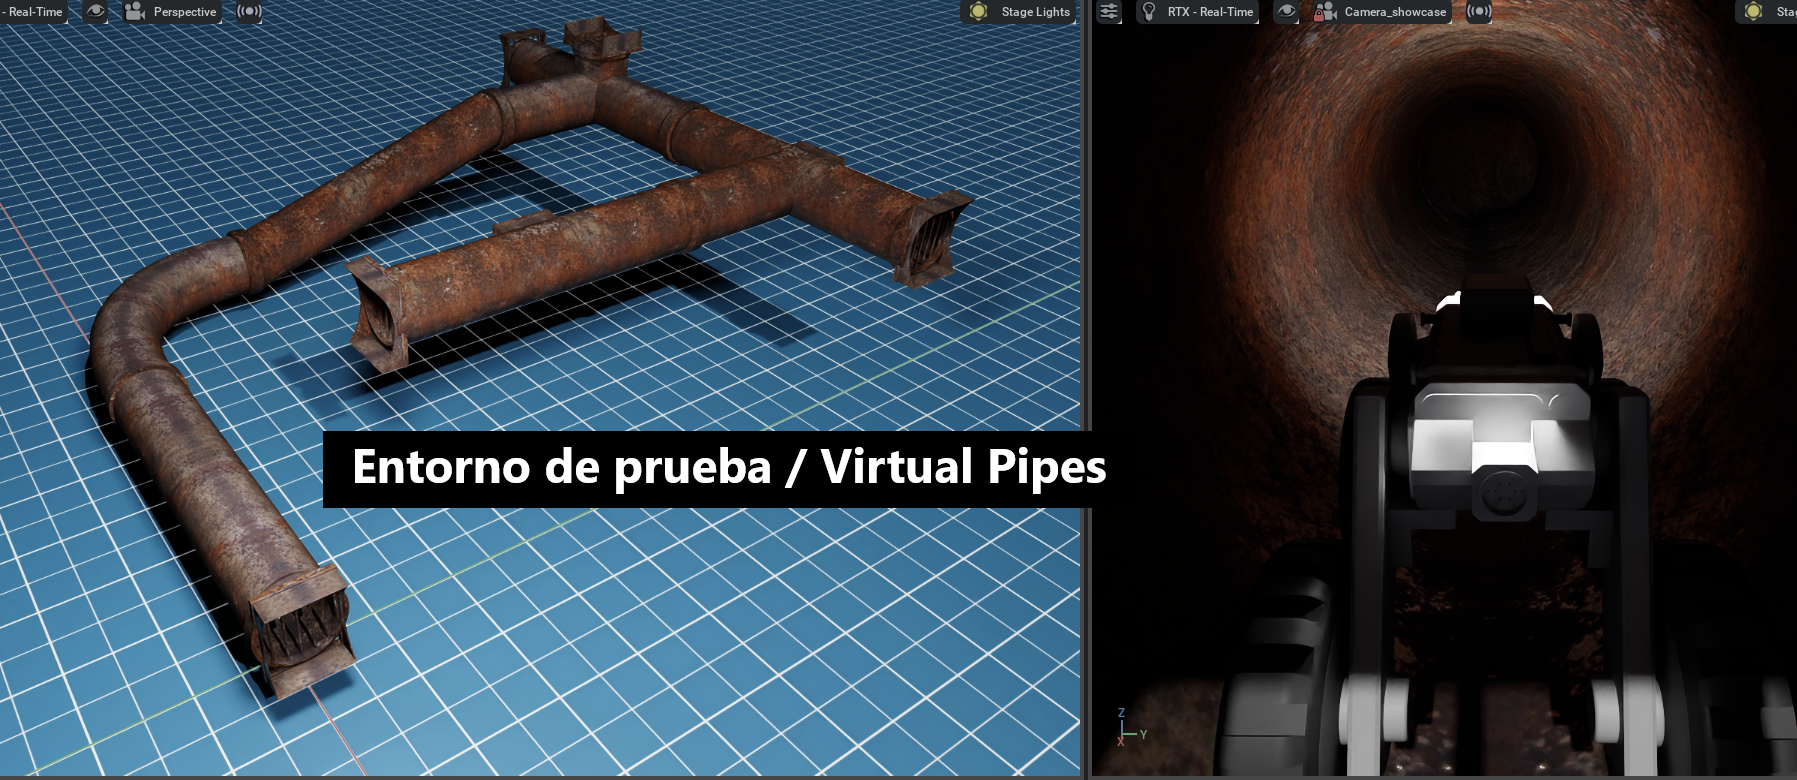 - Real-Time
Perspective
Stage Lights
RTX - Real-Time
Camera_showcase
Sta
Entorno de prueba / Virtual Pipes
Z
Y
X